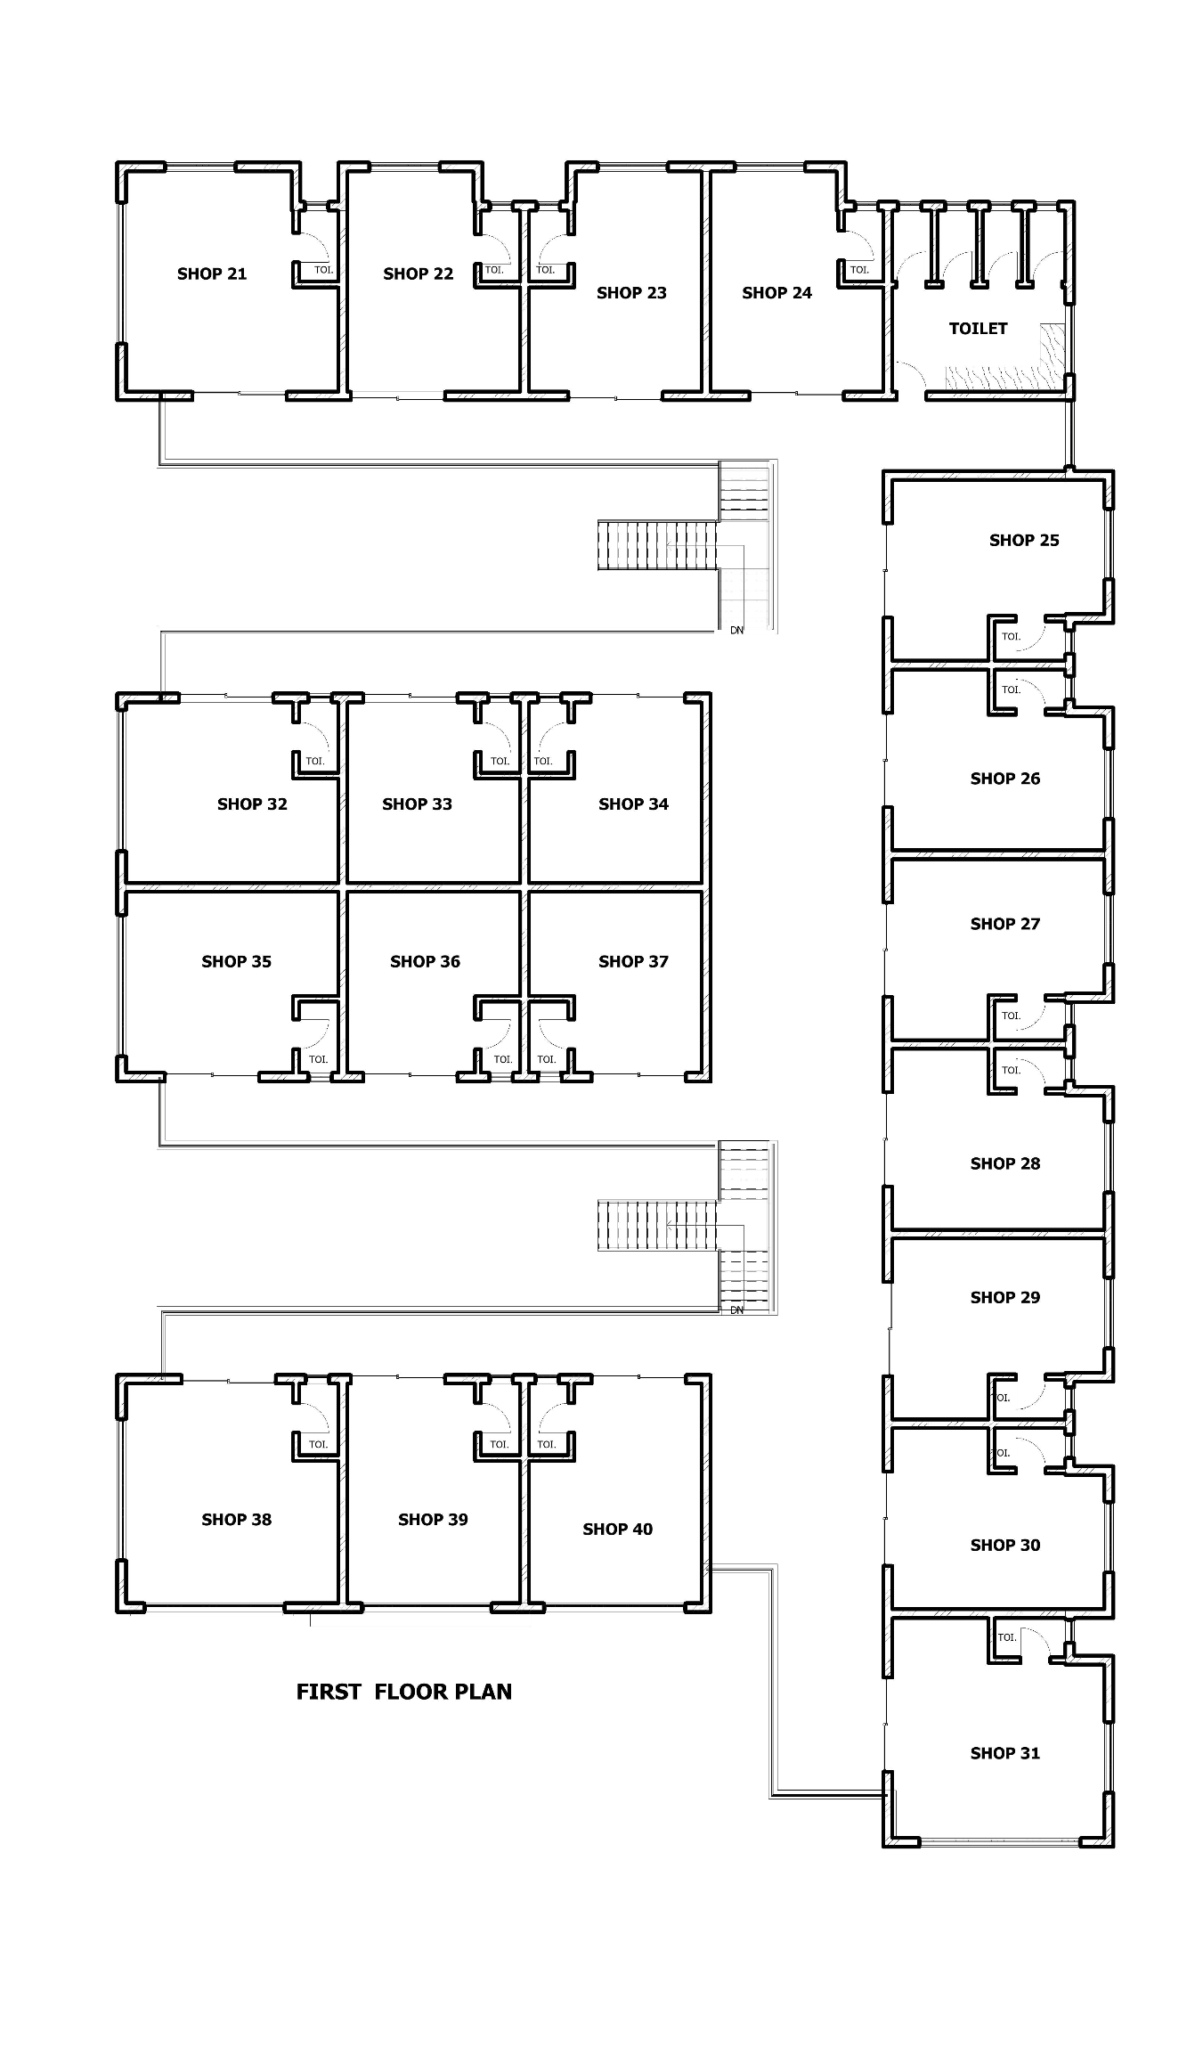 TOI.
TOI.
TOI.
TOI.
SHOP 21
SHOP 22
SHOP 23
SHOP 24
TOILET
SHOP 25
DN
TOI.
TOI.
SHOP 26
TOI.
TOI.
TOI.
SHOP 32
SHOP 33
SHOP 34
SHOP 27
SHOP 35
SHOP 36
SHOP 37
TOI.
TOI.
TOI.
TOI.
TOI.
SHOP 28
SHOP 29
DN
TOI.
TOI.
TOI.
TOI.
TOI.
SHOP 38
SHOP 39
SHOP 40
SHOP 30
TOI.
FIRST FLOOR PLAN
SHOP 31